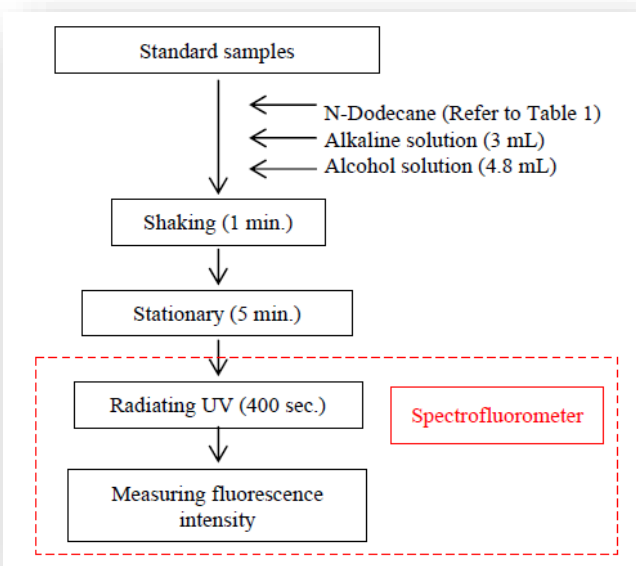 Standard samples
N-Dodecane (Refer to Table 1)
Alkaline solution (3 mL)
Alcohol solution (4.8 mL)
Shaking (1 min.)
Stationary (5 min.)
Radiating UV (400 sec.)
Spectrofluorometer
Measuring fluorescence
intensity